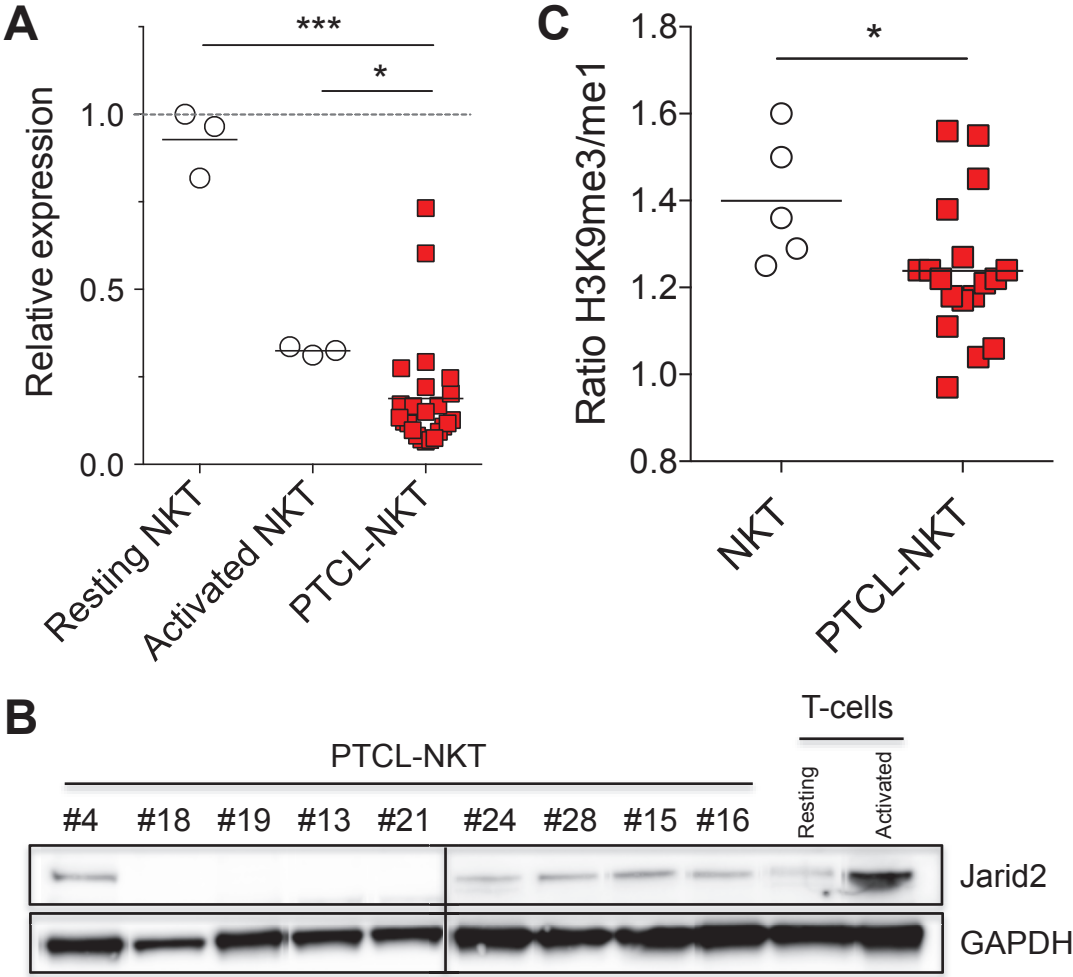 A
***
*
1.0
0.5
0.0
Relative expression
Resting NKT
Activated NKT
PTCL-NKT
C
*
1.8
1.6
1.4
1.2
1.0
0.8
Ratio H3K9me3/me1
NKT
PTCL-NKT
B
T-cells
PTCL-NKT
Resting
Activated
#4 #18 #19 #13 #21 #24 #28 #15 #16
Jarid2
GAPDH